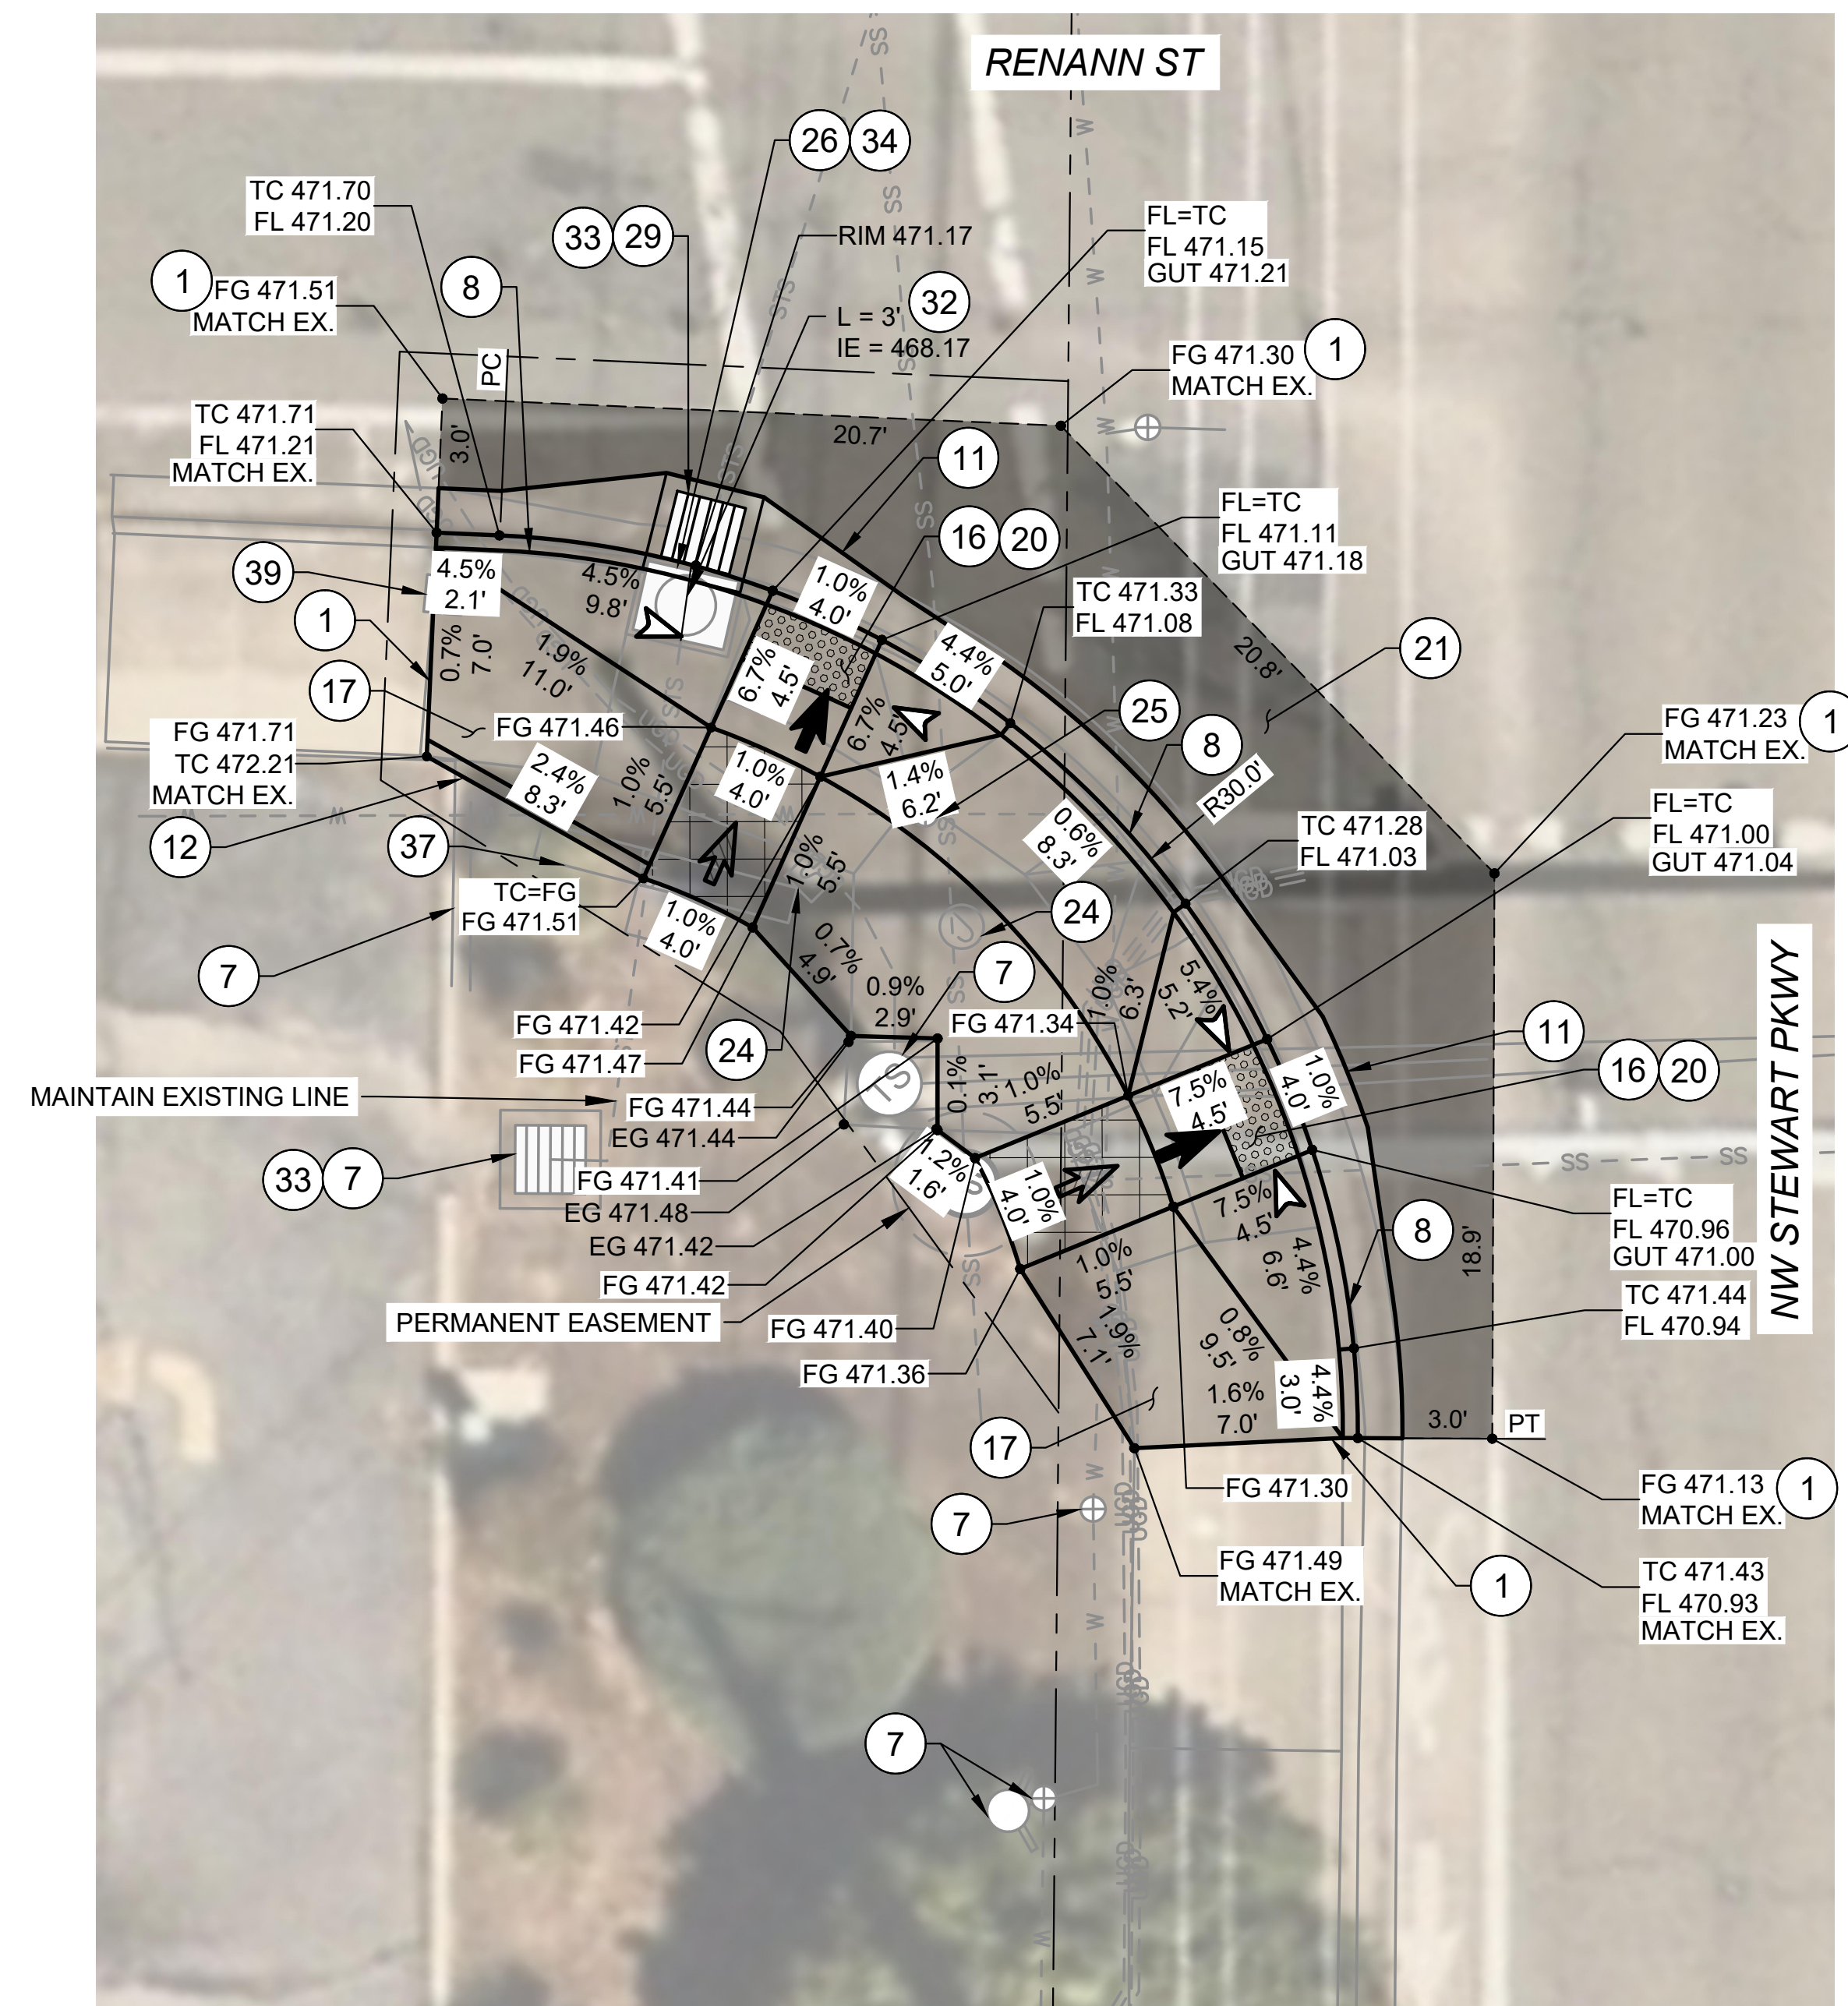 RENANN ST
26
34
TC 471.70
FL 471.20
33
29
RIM 471.17
FL=TC
FL 471.15
GUT 471.21
1
FG 471.51
MATCH EX.
8
L = 3'
32
IE = 468.17
PC
FG 471.30
1
MATCH EX.
TC 471.71
FL 471.21
MATCH EX.
3.0'
20.7'
11
FL=TC
FL 471.11
GUT 471.18
16
20
39
4.5%
2.1'
4.5%
9.8'
1.0%
4.0'
TC 471.33
FL 471.08
1
0.7%
7.0'
1.9%
11.0'
6.7%
4.5'
4.4%
5.0'
20.8'
21
17
FG 471.46
6.7%
4.5'
25
8
FG 471.23
1
MATCH EX.
FG 471.71
TC 472.21
MATCH EX.
2.4%
8.3'
1.0%
5.5'
1.0%
4.0'
1.4%
6.2'
R30.0'
FL=TC
FL 471.00
GUT 471.04
12
37
0.6%
8.3'
TC 471.28
FL 471.03
TC=FG
FG 471.51
1.0%
5.5'
1.0%
4.0'
24
7
0.7%
4.9'
7
0.9%
2.9'
1.0%
6.3'
5.4%
5.2'
FG 471.42
FG 471.34
11
FG 471.47
24
16
20
MAINTAIN EXISTING LINE
FG 471.44
EG 471.44
0.1%
3.1'
1.0%
5.5'
7.5%
4.5'
1.0%
4.0'
33
7
FG 471.41
EG 471.48
EG 471.42
FG 471.42
1.2%
1.6'
1.0%
4.0'
7.5%
4.5'
FL=TC
FL 470.96
GUT 471.00
8
18.9'
NW STEWART PKWY
PERMANENT EASEMENT
FG 471.40
FG 471.36
1.0%
5.5'
1.9%
7.1'
4.4%
6.6'
TC 471.44
FL 470.94
0.8%
9.5'
1.6%
7.0'
4.4%
3.0'
3.0'
PT
17
FG 471.30
FG 471.13
1
MATCH EX.
7
FG 471.49
MATCH EX.
1
TC 471.43
FL 470.93
MATCH EX.
7
STS
STS
STS
SS
SS
SS
SS
SS
SS
SS
SS
SS
W
W
W
W
W
W
W
W
UGD
UGD
UGD